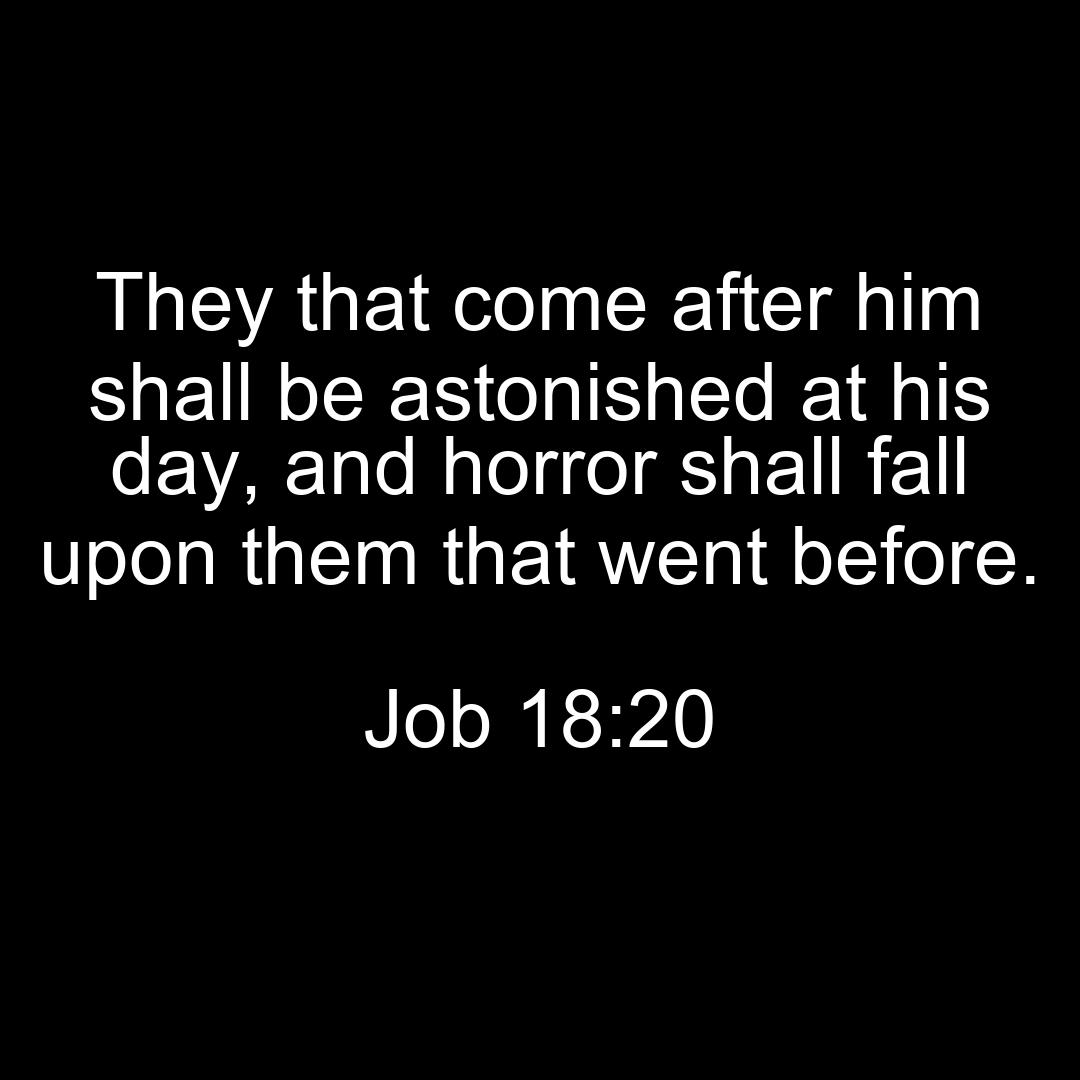 They that come after him
shall be astonished at his
day, and horror shall fall
upon them that went before.
Job 18:20